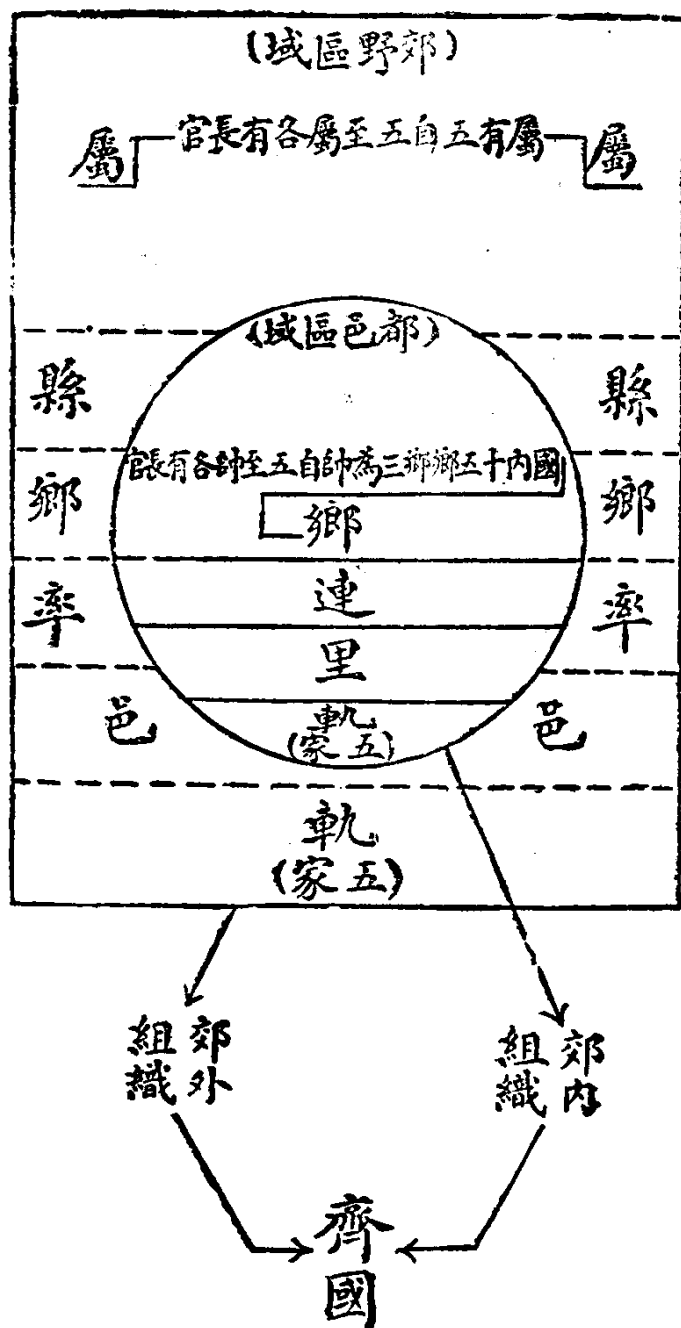 (郊野區域)
屬 屬有五自五至屬各有長官 屬
(都邑區域)
縣 縣
國內十五鄉鄉三為帥自五至帥各有長官
鄉 鄉 鄉
連
率 率
里
邑 邑
軌
(五家)
軌
(五家)
郊內
組織
郊外
組織
齊
國